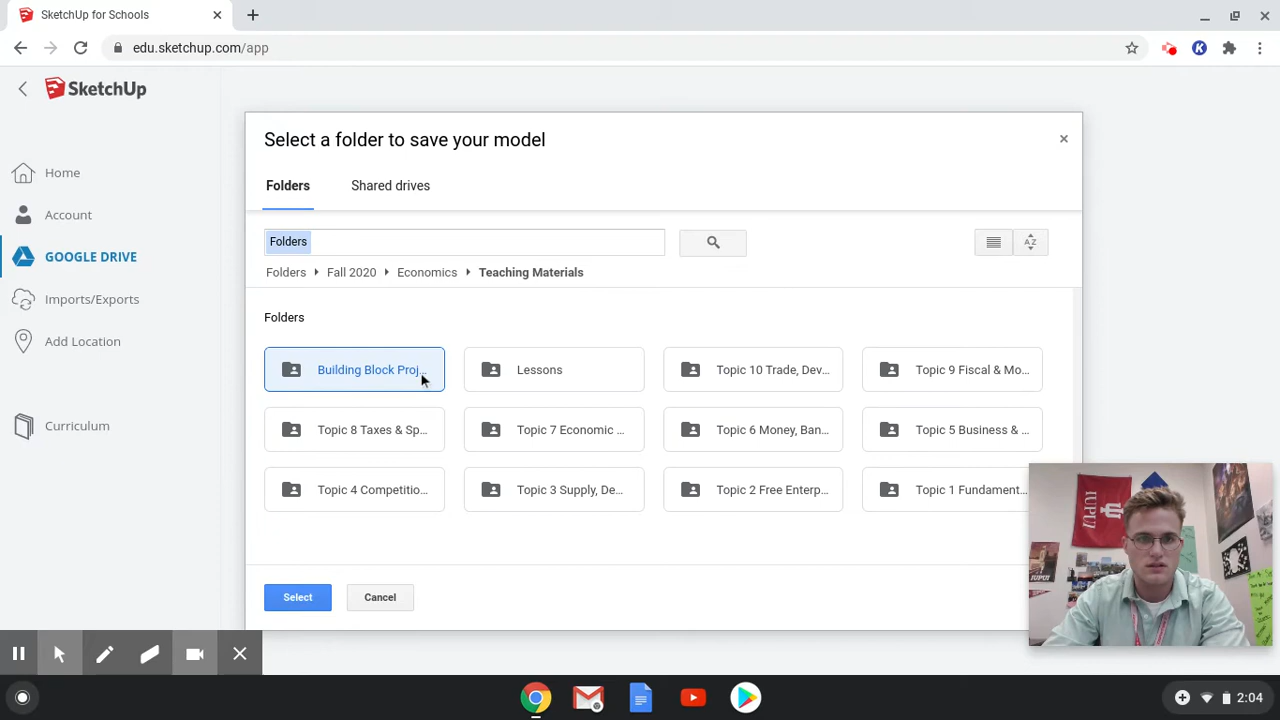 SketchUp for Schools
edu.sketchup.com/app
K
SketchUp
Home
Account
GOOGLE DRIVE
Imports/Exports
Add Location
Curriculum
Select a folder to save your model
Folders
Shared drives
Folders
AZ
Folders Fall 2020 Economics Teaching Materials
Folders
Building Block Proj...
Lessons
Topic 10 Trade, Dev...
Topic 9 Fiscal & Mo...
Topic 8 Taxes & Sp...
Topic 7 Economic ...
Topic 6 Money, Ban...
Topic 5 Business & ...
Topic 4 Competitio...
Topic 3 Supply, De...
Topic 2 Free Enterp...
Topic 1 Fundament...
Select
Cancel
IUPUI
IUPUI
2:04